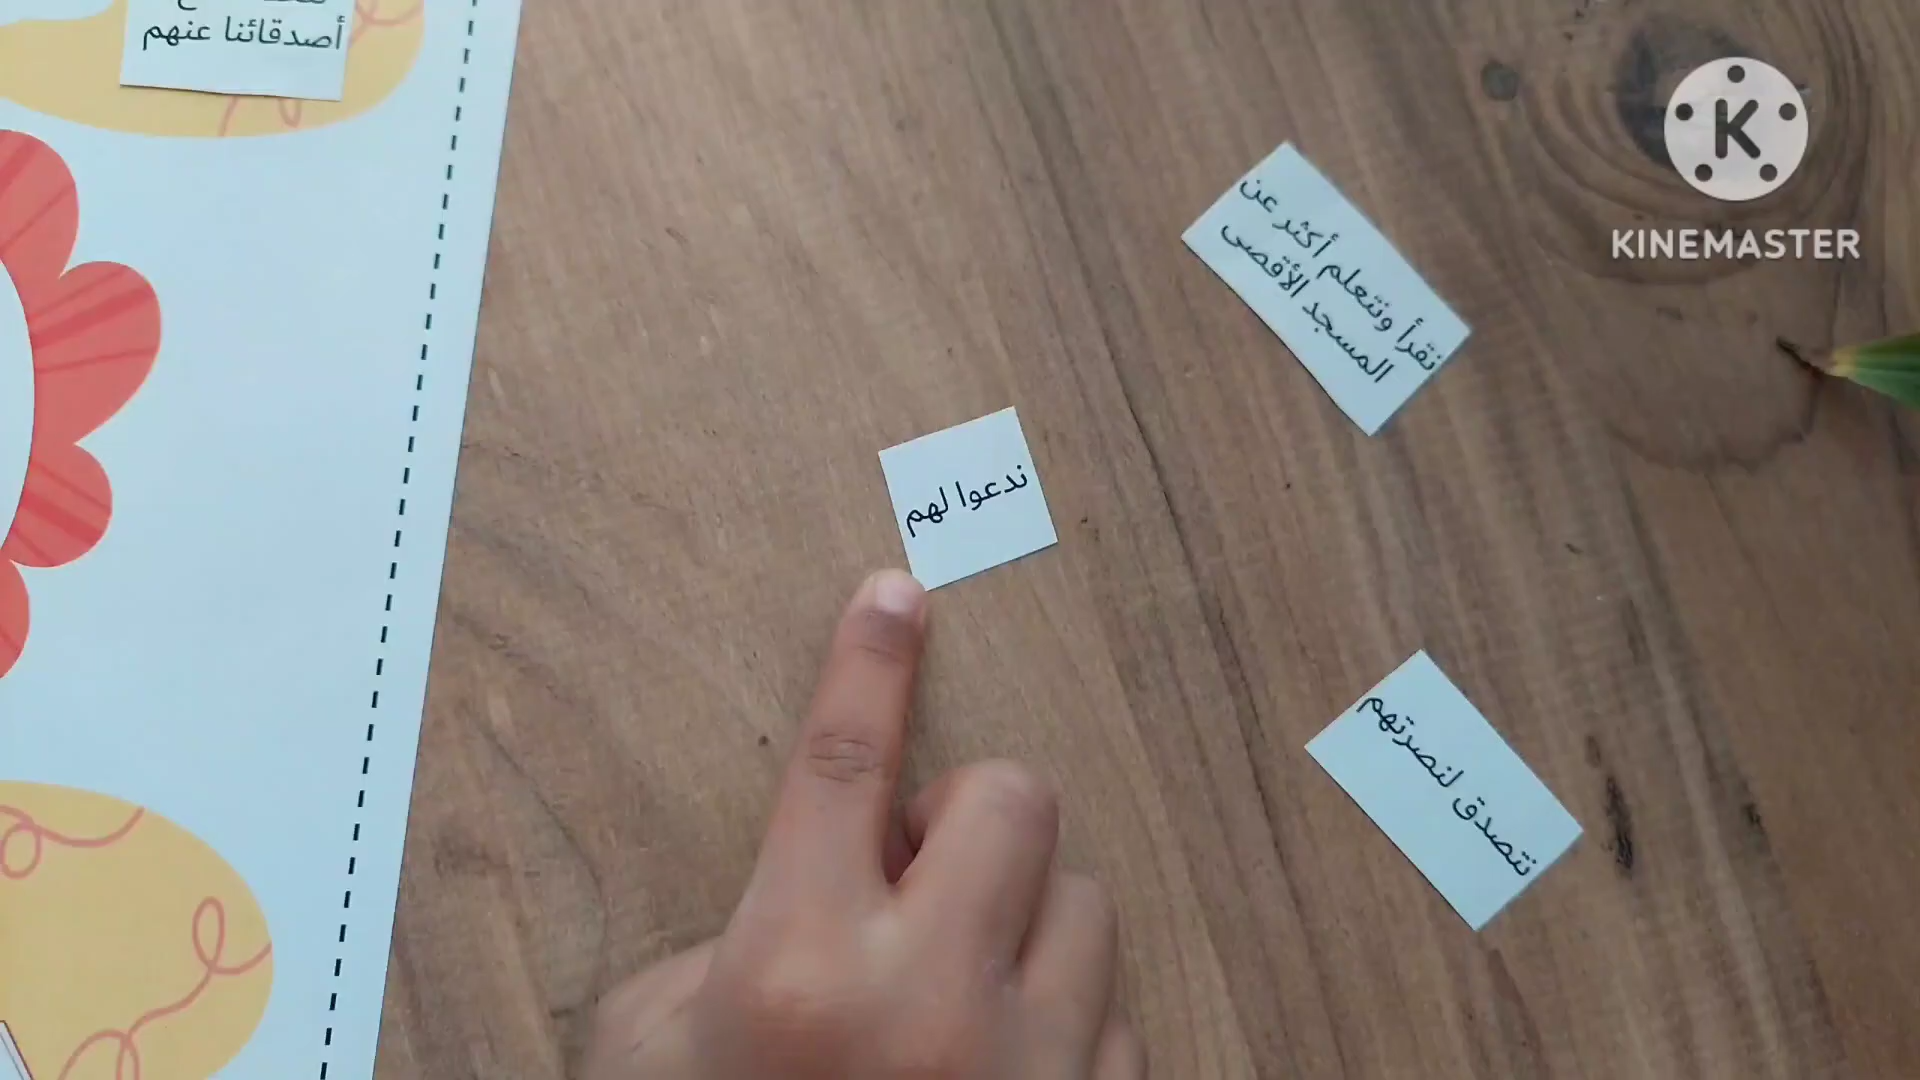 أصدقائنا عنهم
نقرأ ونتعلم أكثر عن
المسجد الأقصى
ندعوا لهم
نتصدق لنصرتهم
K
KINEMASTER